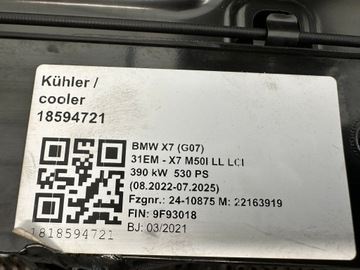 Kühler /
cooler
18594721
BMW X7 (G07)
31EM - X7 M50I LL LCI
390 kW 530 PS
(08.2022-07.2025)
Fzgnr.: 24-10875 M: 22163919
FIN: 9F93018
BJ: 03/2021
1818594721